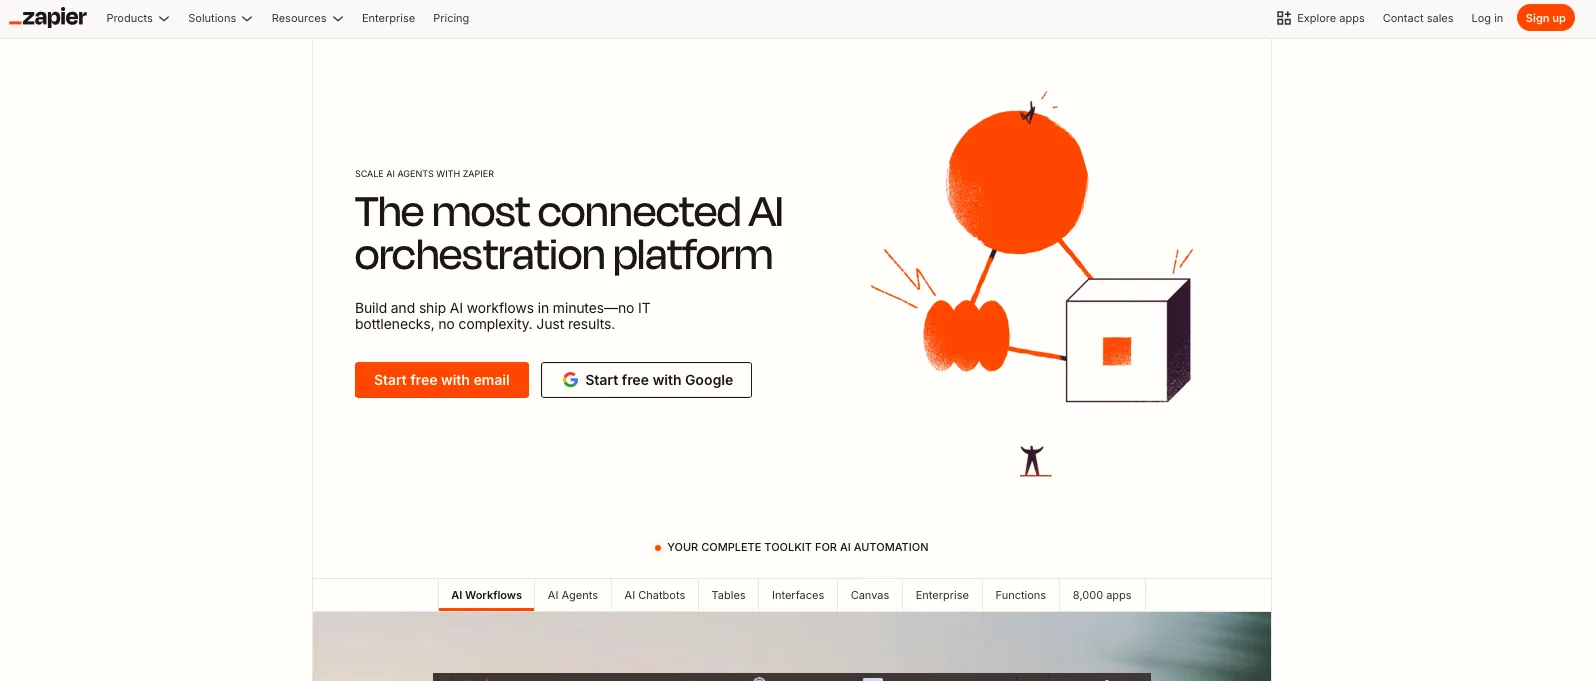 zapier
Products
Solutions
Resources
Enterprise
Pricing
Explore apps
Contact sales
Log in
Sign up
SCALE AI AGENTS WITH ZAPIER
The most connected AI
orchestration platform
Build and ship AI workflows in minutes—no IT
bottlenecks, no complexity. Just results.
Start free with email
Start free with Google
YOUR COMPLETE TOOLKIT FOR AI AUTOMATION
AI Workflows
AI Agents
AI Chatbots
Tables
Interfaces
Canvas
Enterprise
Functions
8,000 apps